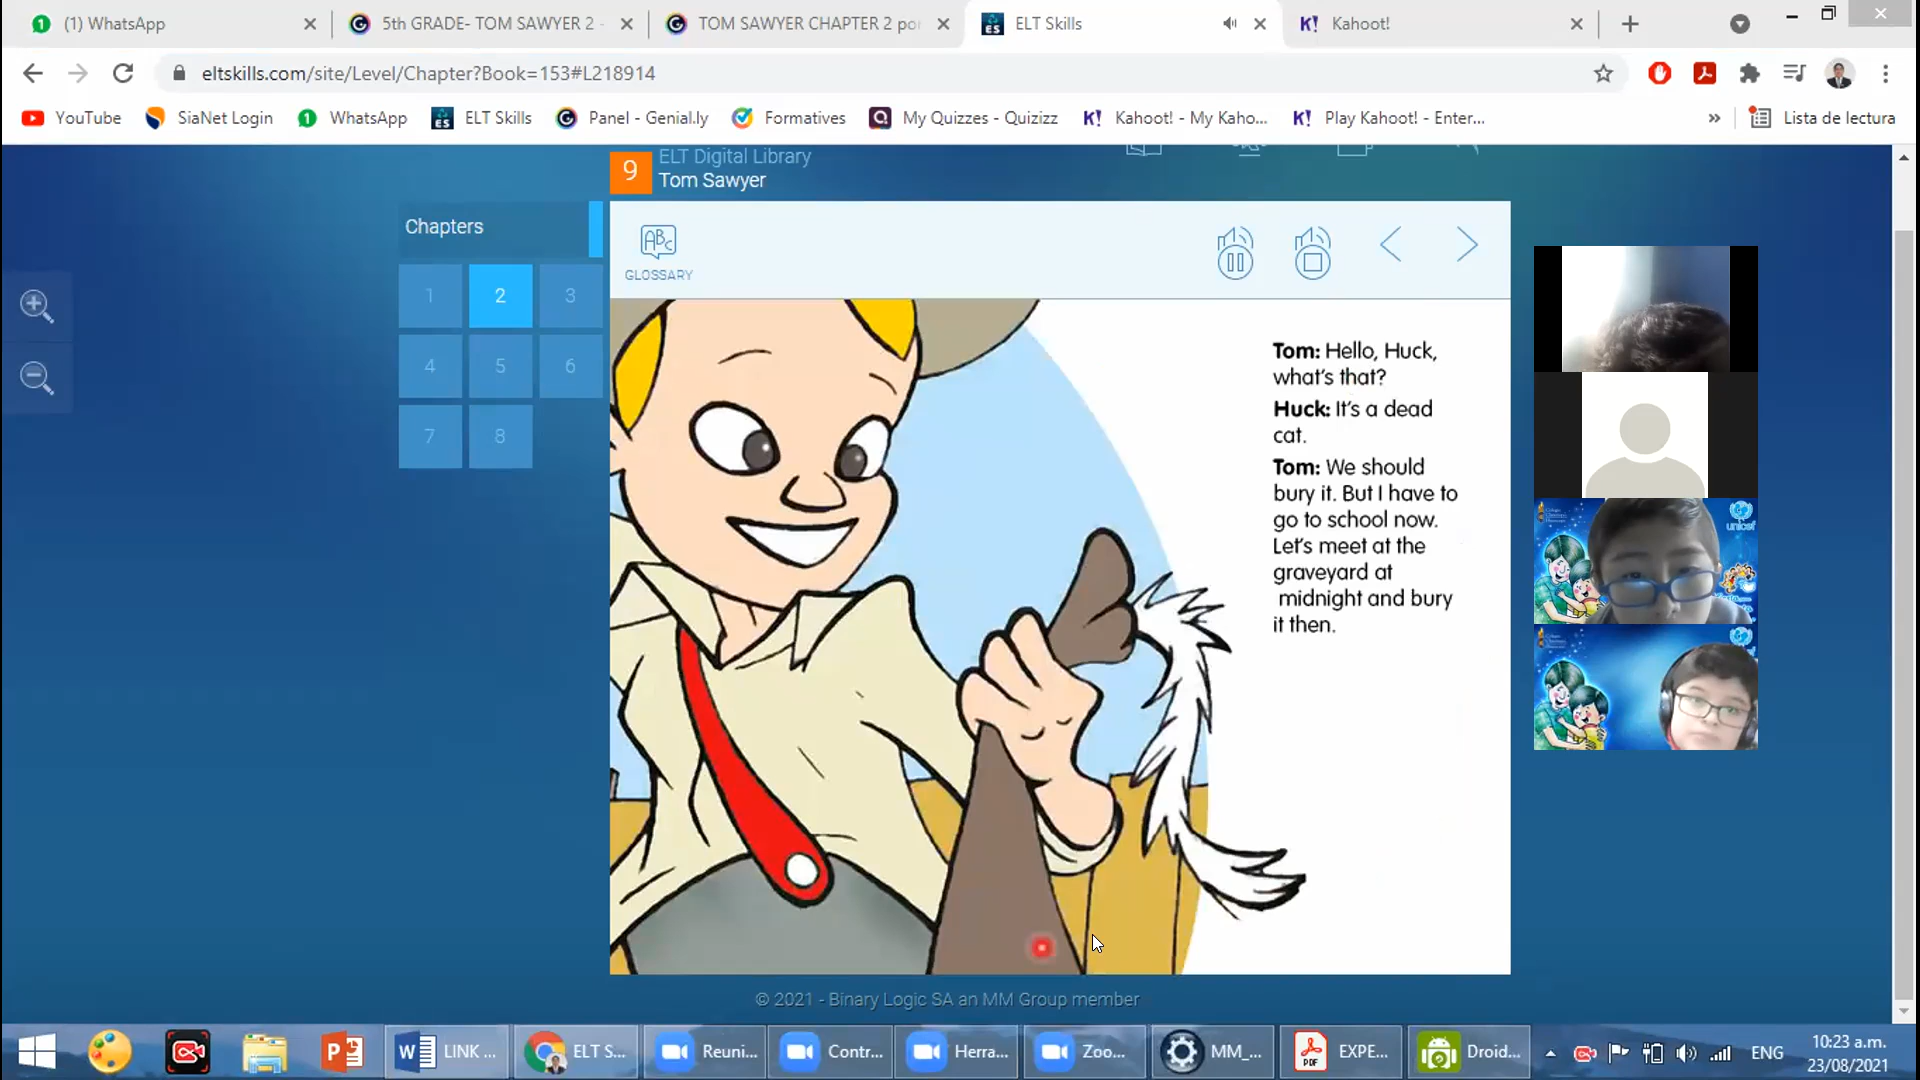 (1) WhatsApp
5th GRADE- TOM SAWYER 2 -
TOM SAWYER CHAPTER 2 por
ELT Skills
Kahoot!
eltskills.com/site/Level/Chapter?Book=153#L218914
YouTube
SiaNet Login
WhatsApp
ELT Skills
Panel - Genial.ly
Formatives
My Quizzes - Quizizz
Kahoot! - My Kaho...
Play Kahoot! - Enter...
»
Lista de lectura
9
ELT Digital Library
Tom Sawyer
Chapters
1 2 3
4 5 6
7 8
ABC
GLOSSARY
Tom: Hello, Huck,
what's that?
Huck: It's a dead
cat.
Tom: We should
bury it. But I have to
go to school now.
Let's meet at the
graveyard at
midnight and bury
it then.
unicef
© 2021 - Binary Logic SA an MM Group member
LINK ...
ELT S...
Reuni...
Contr...
Herra...
Zoo...
MM_...
EXPE...
Droid...
ENG
10:23 a.m.
23/08/2021